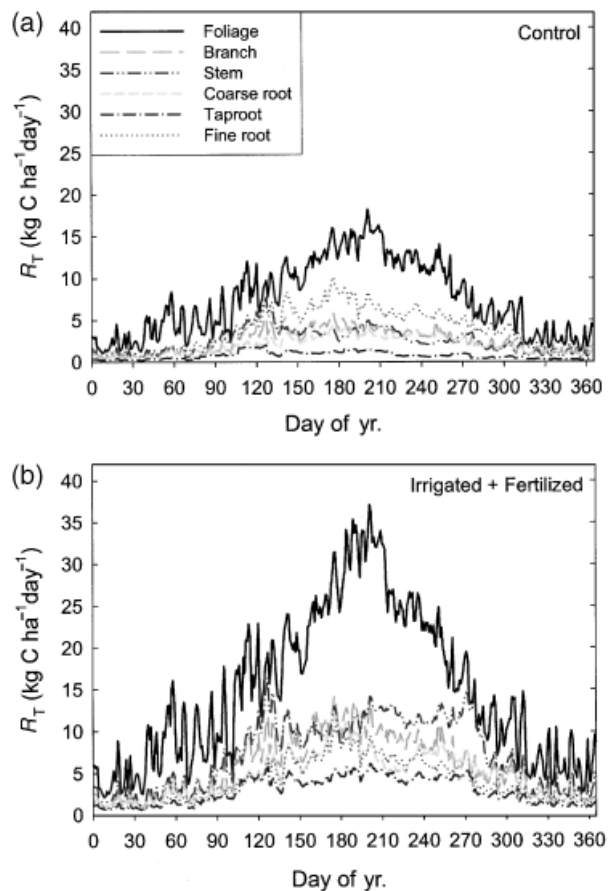 (a)
Control
Foliage
Branch
Stem
Coarse root
Taproot
Fine root
40
35
30
25
20
15
10
5
0
R_T (kg C ha⁻¹day⁻¹)
0 30 60 90 120 150 180 210 240 270 300 330 360
Day of yr.
(b)
Irrigated + Fertilized
40
35
30
25
20
15
10
5
0
R_T (kg C ha⁻¹day⁻¹)
0 30 60 90 120 150 180 210 240 270 300 330 360
Day of yr.